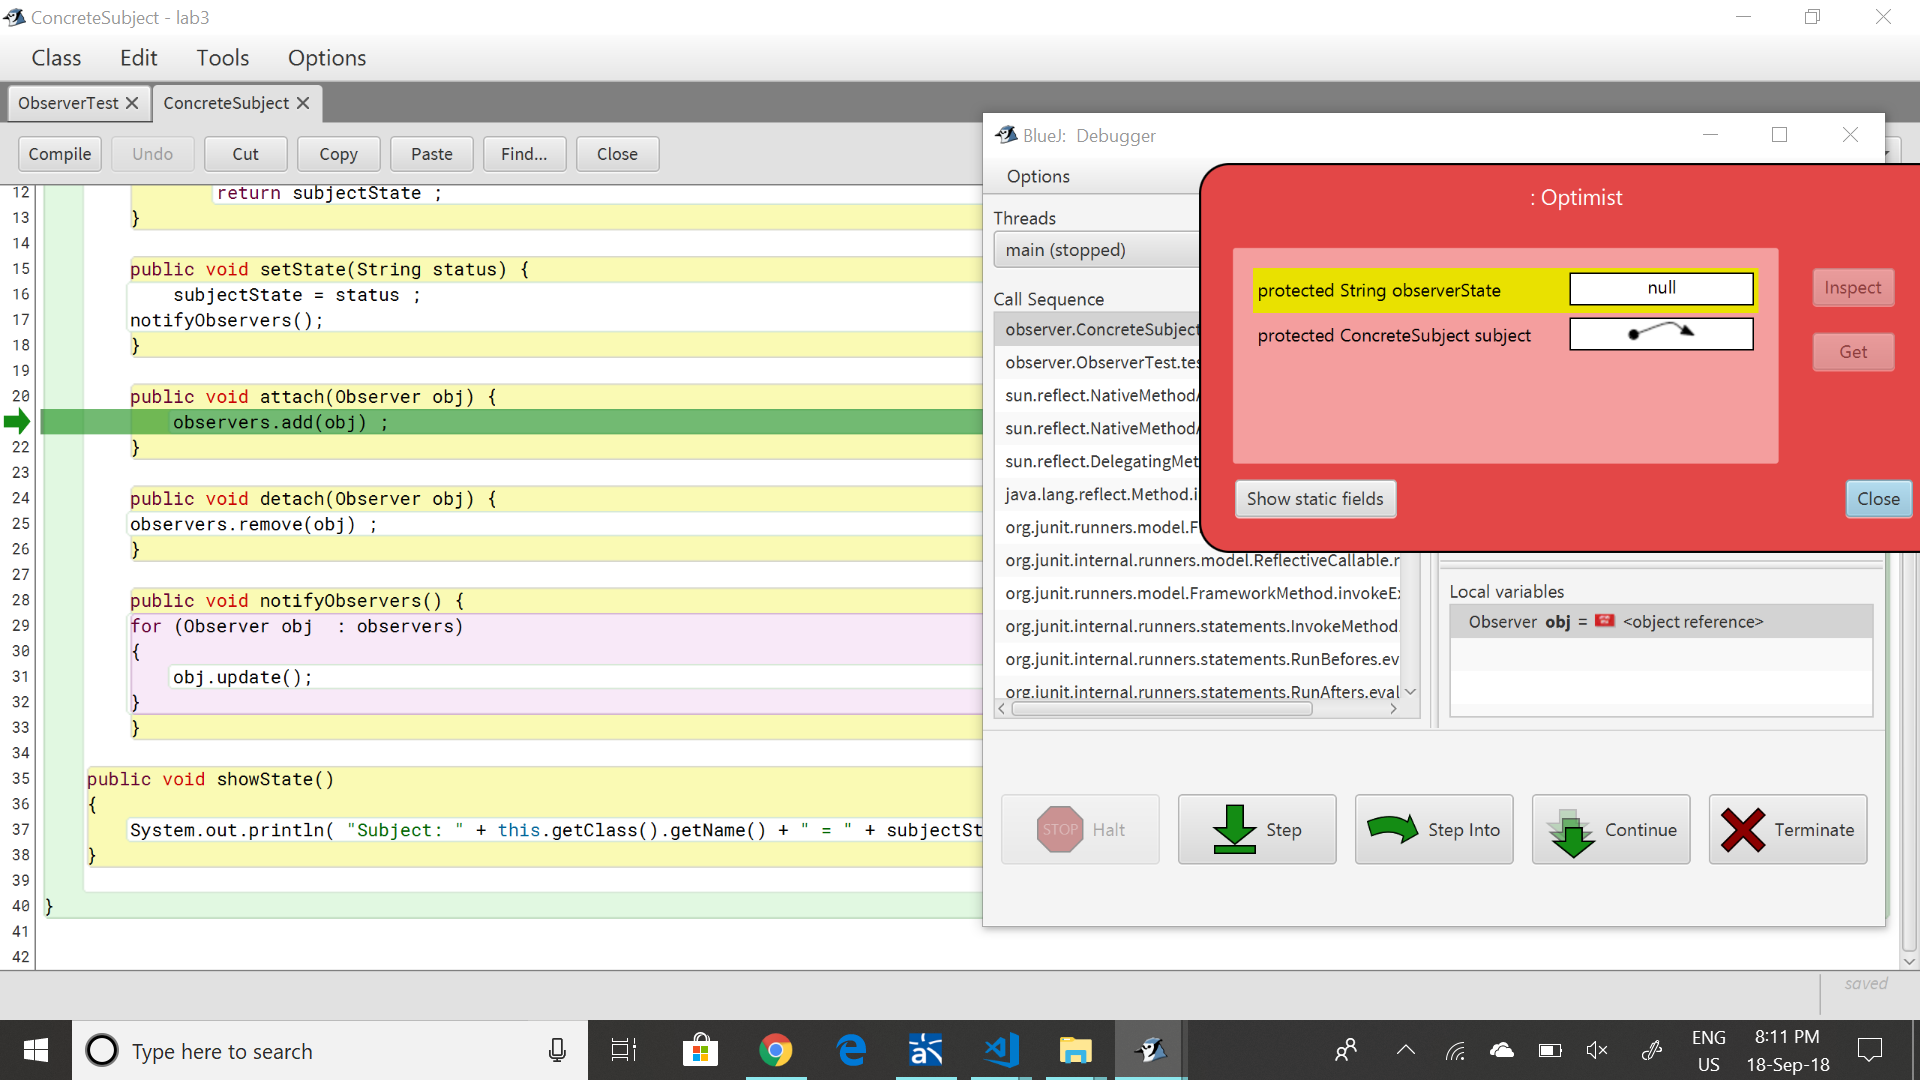 ConcreteSubject - lab3
Class Edit Tools Options
ObserverTest ConcreteSubject
Compile Undo Cut Copy Paste Find... Close
12 return subjectState ;
13 }
14
15 public void setState(String status) {
16 subjectState = status ;
17 notifyObservers();
18 }
19
20 public void attach(Observer obj) {
observers.add(obj) ;
22 }
23
24 public void detach(Observer obj) {
25 observers.remove(obj) ;
26 }
27
28 public void notifyObservers() {
29 for (Observer obj  : observers)
30 {
31 obj.update();
32 }
33 }
34
35 public void showState()
36 {
37 System.out.println( "Subject: " + this.getClass().getName() + " = " + subjectSt
38 }
39
40 }
41
42
saved
BlueJ: Debugger
Options
Threads
main (stopped)
Call Sequence
observer.ConcreteSubject
observer.ObserverTest.tes
sun.reflect.NativeMethodA
sun.reflect.NativeMethodA
sun.reflect.DelegatingMet
java.lang.reflect.Method.i
org.junit.runners.model.F
org.junit.internal.runners.model.ReflectiveCallable.r
org.junit.runners.model.FrameworkMethod.invokeEx
org.junit.internal.runners.statements.InvokeMethod.
org.junit.internal.runners.statements.RunBefores.ev
org.junit.internal.runners.statements.RunAfters.eval
: Optimist
protected String observerState null
protected ConcreteSubject subject
Inspect
Get
Show static fields
Close
Local variables
Observer obj = <object reference>
STOP Halt
Step
Step Into
Continue
Terminate
Type here to search
ENG
US
8:11 PM
18-Sep-18